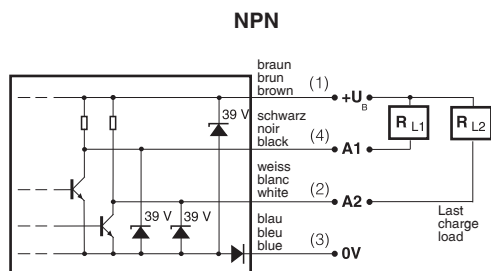 NPN
braun
brun
brown
(1)
+U_B
39 V
schwarz
noir
black
(4)
A1
R L1
R L2
weiss
blanc
white
(2)
A2
39 V
39 V
blau
bleu
blue
(3)
0V
Last
charge
load